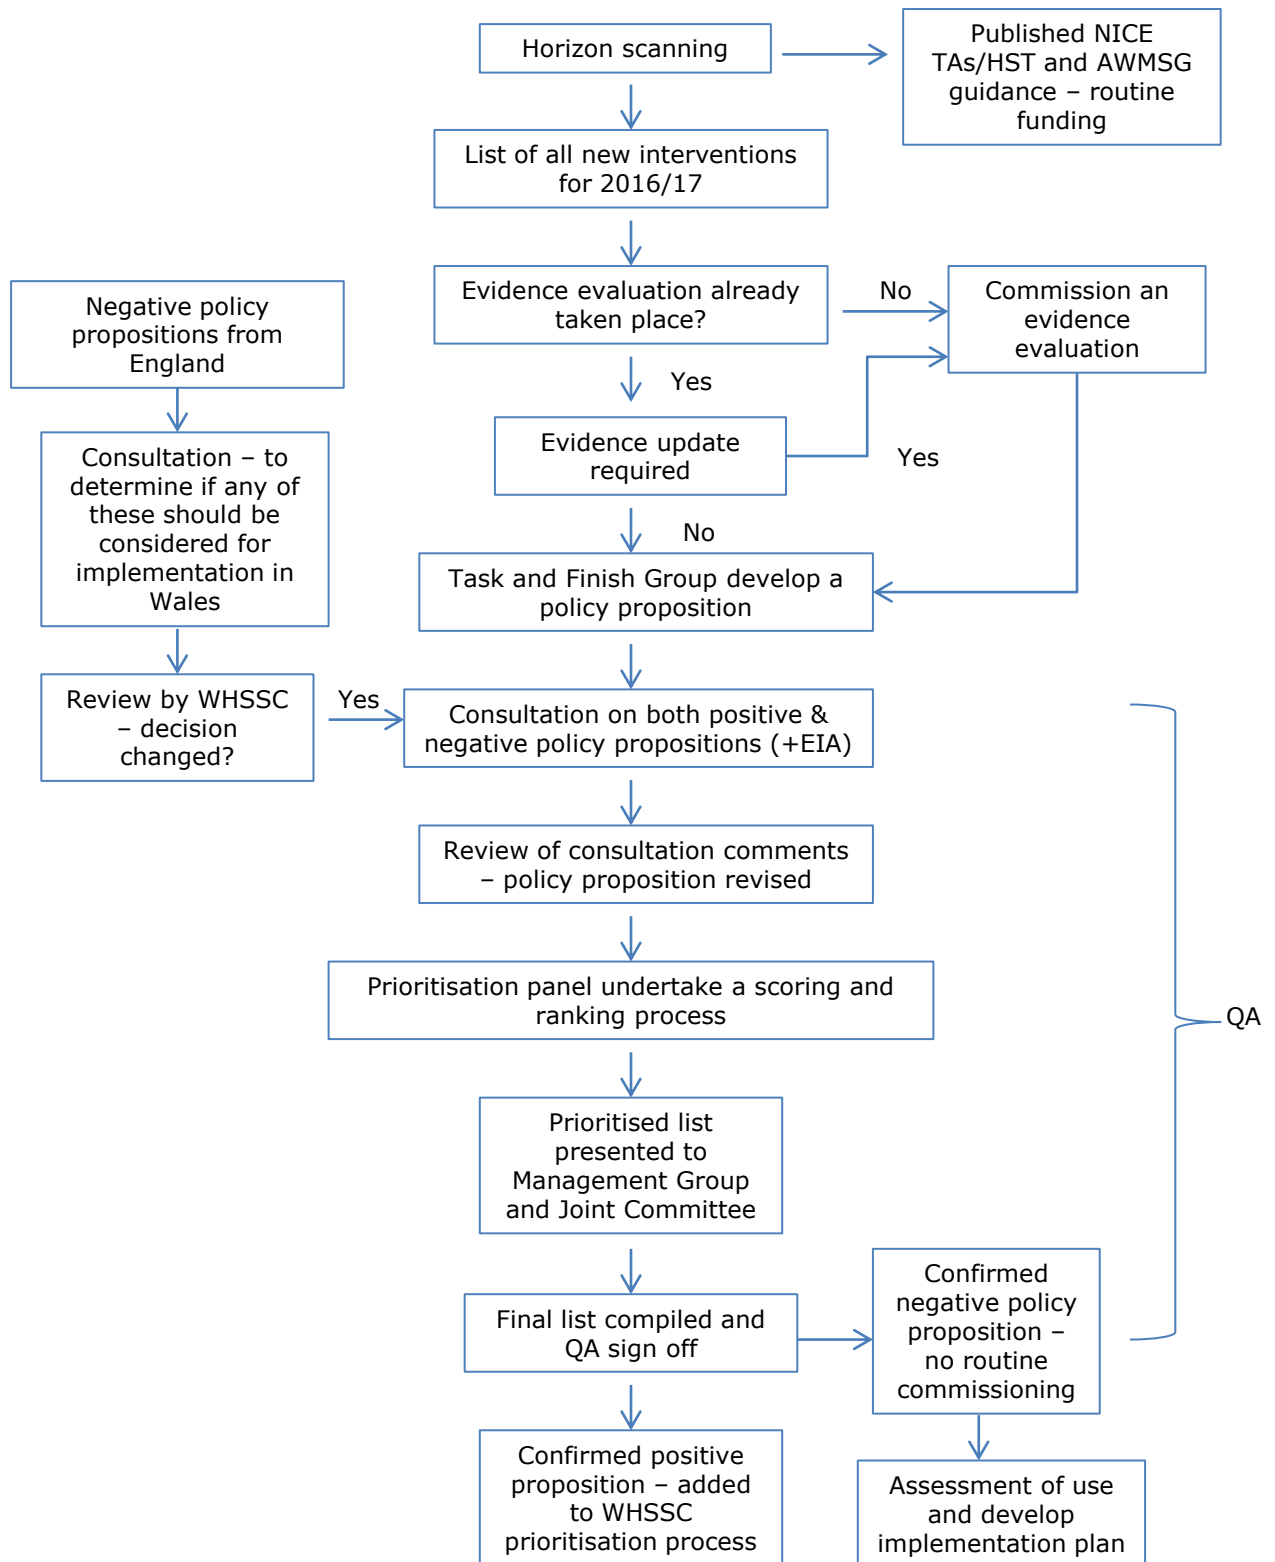 Horizon scanning
Published NICE
TAs/HST and AWMSG
guidance – routine
funding
List of all new interventions
for 2016/17
Evidence evaluation already
taken place?
No
Commission an
evidence
evaluation
Negative policy
propositions from
England
Yes
Evidence update
required
Yes
Consultation – to
determine if any of
these should be
considered for
implementation in
Wales
No
Task and Finish Group develop a
policy proposition
Review by WHSSC
– decision
changed?
Yes
Consultation on both positive &
negative policy propositions (+EIA)
Review of consultation comments
– policy proposition revised
Prioritisation panel undertake a scoring and
ranking process
QA
Prioritised list
presented to
Management Group
and Joint Committee
Final list compiled and
QA sign off
Confirmed
negative policy
proposition –
no routine
commissioning
Confirmed positive
proposition – added
to WHSSC
prioritisation process
Assessment of use
and develop
implementation plan